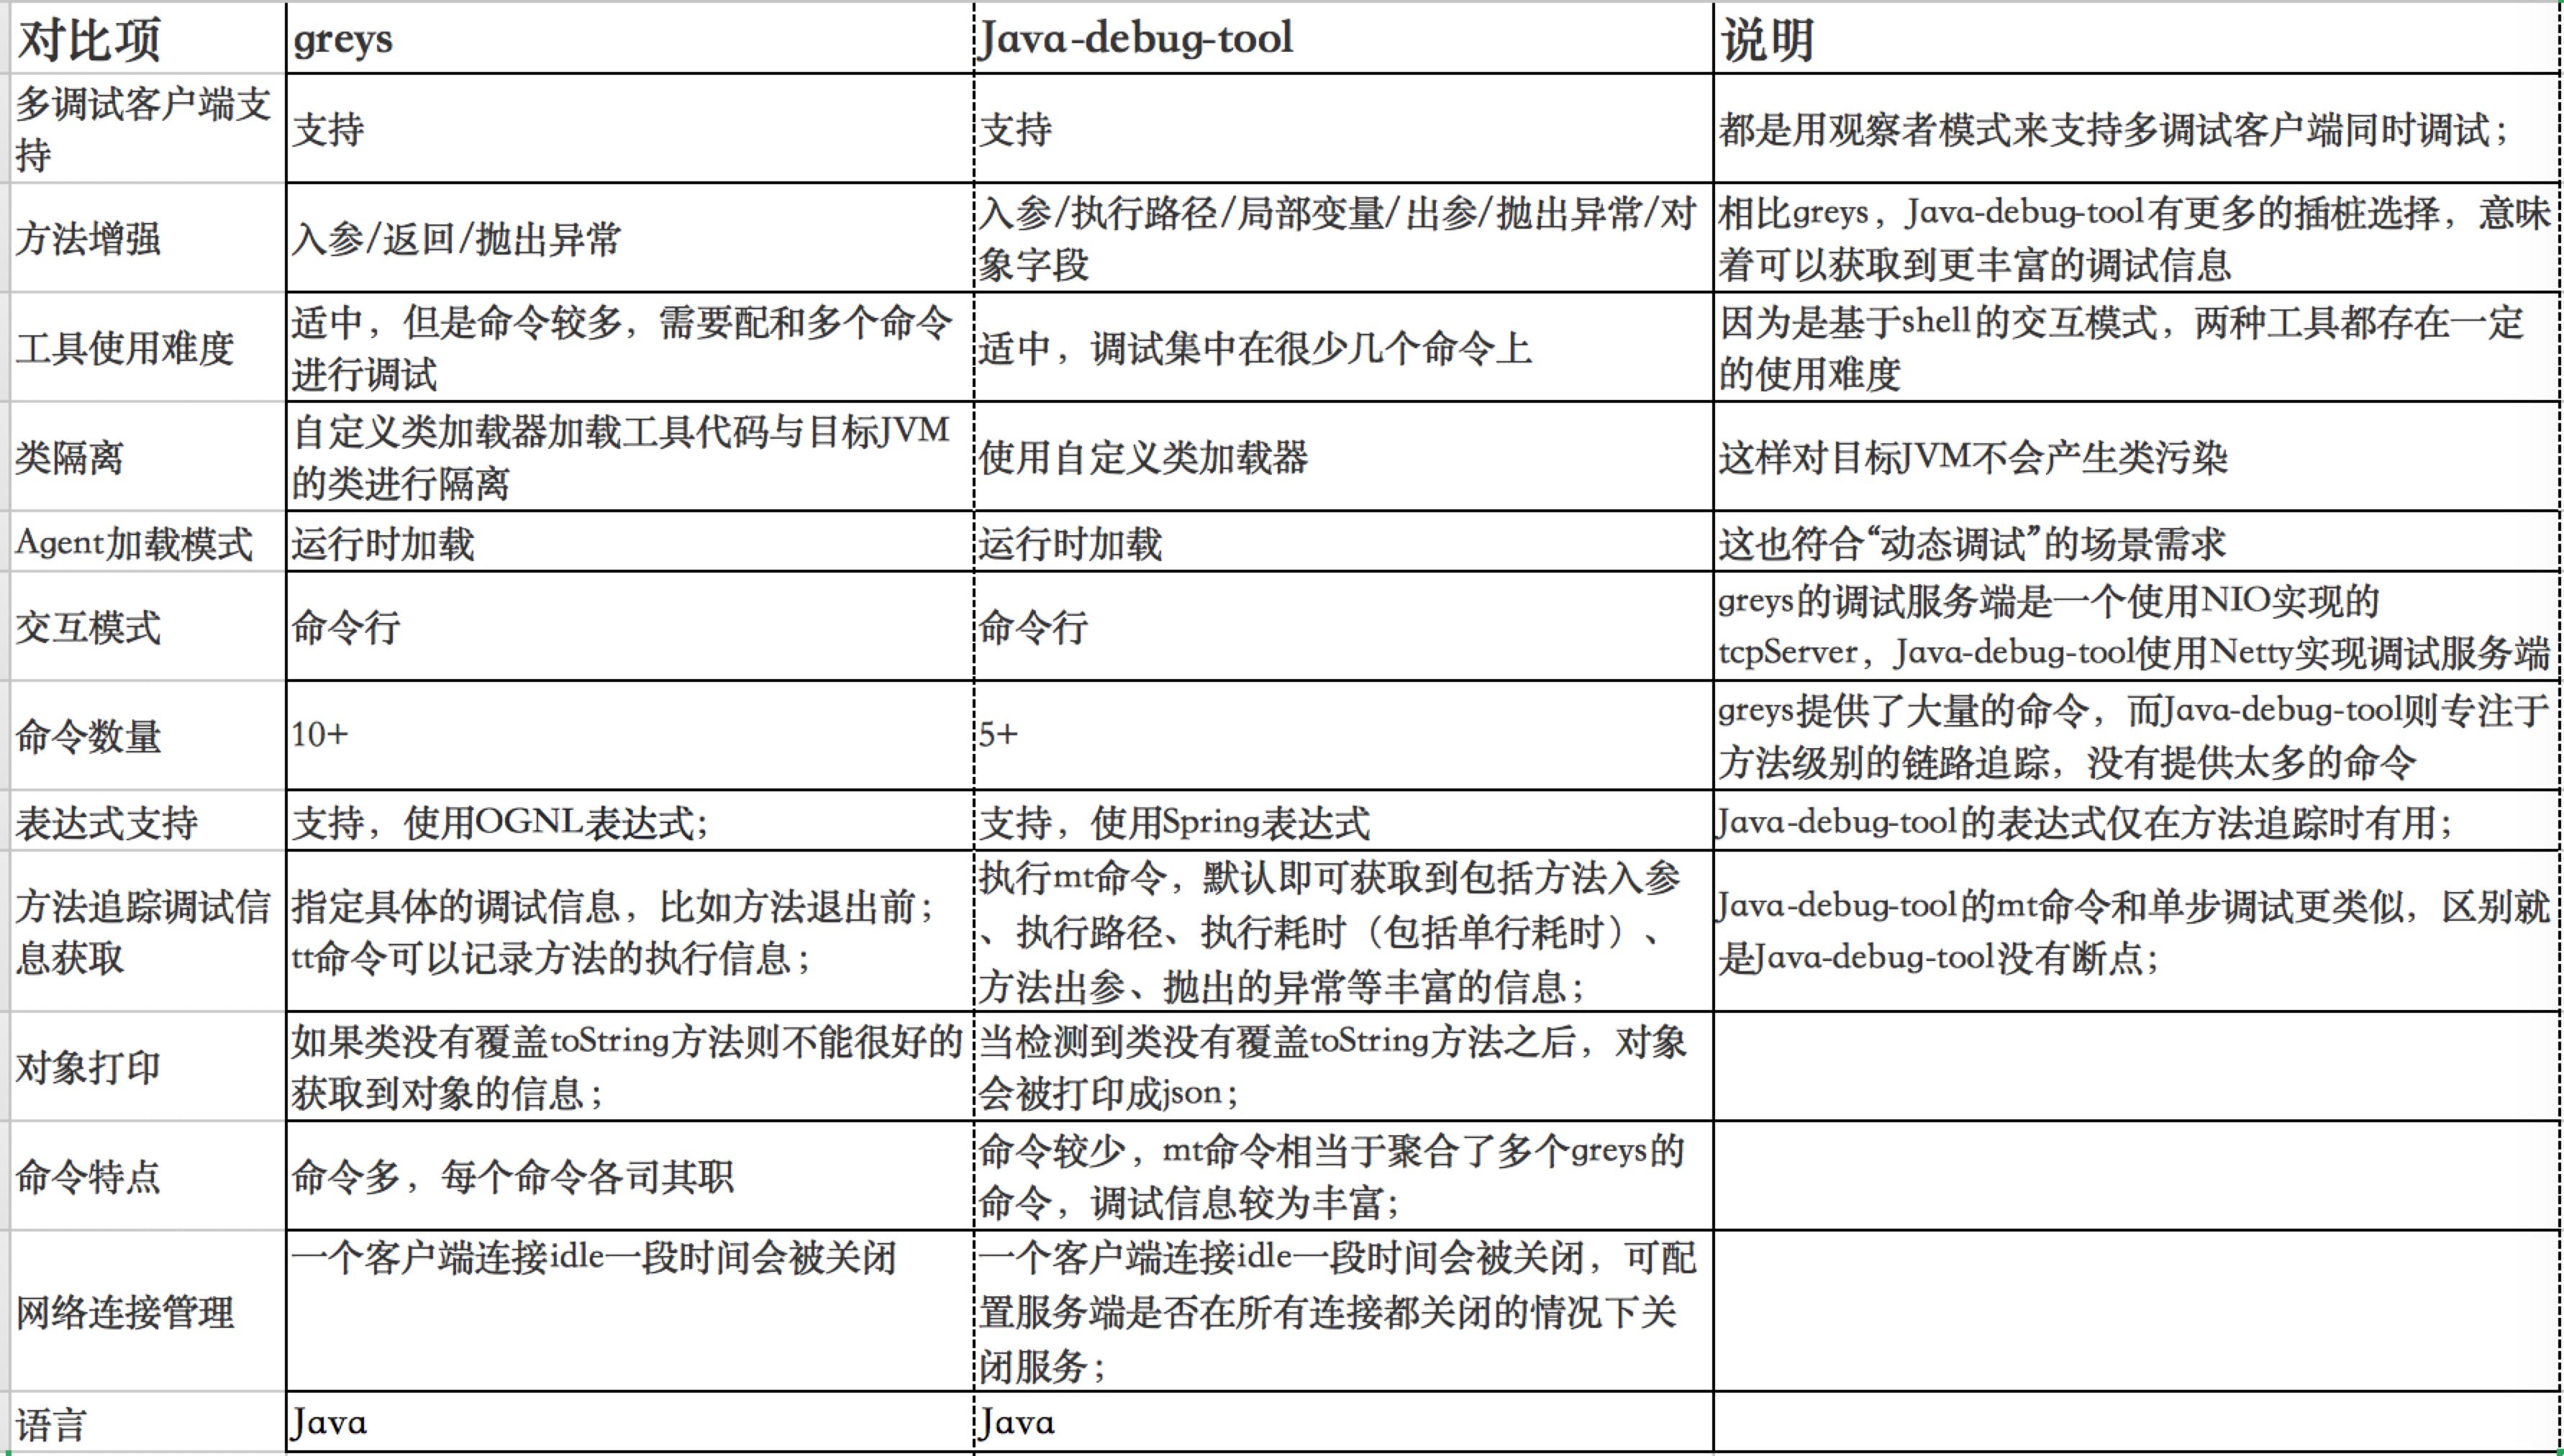 对比项
greys
Java-debug-tool
说明
多调试客户端支
持
支持
支持
都是用观察者模式来支持多调试客户端同时调试；
方法增强
入参/返回/抛出异常
入参/执行路径/局部变量/出参/抛出异常/对
象字段
相比greys，Java-debug-tool有更多的插桩选择，意味
着可以获取到更丰富的调试信息
工具使用难度
适中，但是命令较多，需要配和多个命令
进行调试
适中，调试集中在很少几个命令上
因为是基于shell的交互模式，两种工具都存在一定
的使用难度
类隔离
自定义类加载器加载工具代码与目标JVM
的类进行隔离
使用自定义类加载器
这样对目标JVM不会产生类污染
Agent加载模式
运行时加载
运行时加载
这也符合“动态调试”的场景需求
交互模式
命令行
命令行
greys的调试服务端是一个使用NIO实现的
tcpServer，Java-debug-tool使用Netty实现调试服务端
命令数量
10+
5+
greys提供了大量的命令，而Java-debug-tool则专注于
方法级别的链路追踪，没有提供太多的命令
表达式支持
支持，使用OGNL表达式；
支持，使用Spring表达式
Java-debug-tool的表达式仅在方法追踪时有用；
方法追踪调试信
息获取
指定具体的调试信息，比如方法退出前；
tt命令可以记录方法的执行信息；
执行mt命令，默认即可获取到包括方法入参
、执行路径、执行耗时（包括单行耗时）、
方法出参、抛出的异常等丰富的信息；
Java-debug-tool的mt命令和单步调试更类似，区别就
是Java-debug-tool没有断点；
对象打印
如果类没有覆盖toString方法则不能很好的
获取到对象的信息；
当检测到类没有覆盖toString方法之后，对象
会被打印成json；
命令特点
命令多，每个命令各司其职
命令较少，mt命令相当于聚合了多个greys的
命令，调试信息较为丰富；
网络连接管理
一个客户端连接idle一段时间会被关闭
一个客户端连接idle一段时间会被关闭，可配
置服务端是否在所有连接都关闭的情况下关
闭服务；
语言
Java
Java